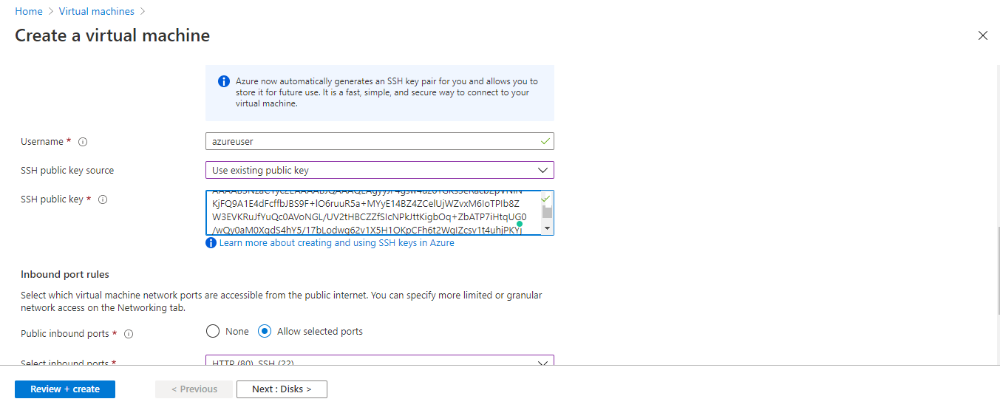 Home > Virtual machines >
Create a virtual machine
Azure now automatically generates an SSH key pair for you and allows you to
store it for future use. It is a fast, simple, and secure way to connect to your
virtual machine.
Username *
azureuser
SSH public key source
Use existing public key
SSH public key *
KjFQ9A1E4dFcffbJBS9F+lO6ruuR5a+MYyE14BZ4ZCelUjWZvxM6IoTPIb8Z
W3EVKRuJfYuQc0AVoNGL/UV2tHBCZZfSIcNPkJttKigbOq+ZbATP7iHtqUG0
/wQy0aM0XqdS4hY5/17bLodwg62v1X5H1OKpCFh6t2WqIZcsv1t4uhjPKYj
Learn more about creating and using SSH keys in Azure
Inbound port rules
Select which virtual machine network ports are accessible from the public internet. You can specify more limited or granular
network access on the Networking tab.
Public inbound ports *
None
Allow selected ports
Select inbound ports *
HTTP (80), SSH (22)
Review + create
< Previous
Next : Disks >